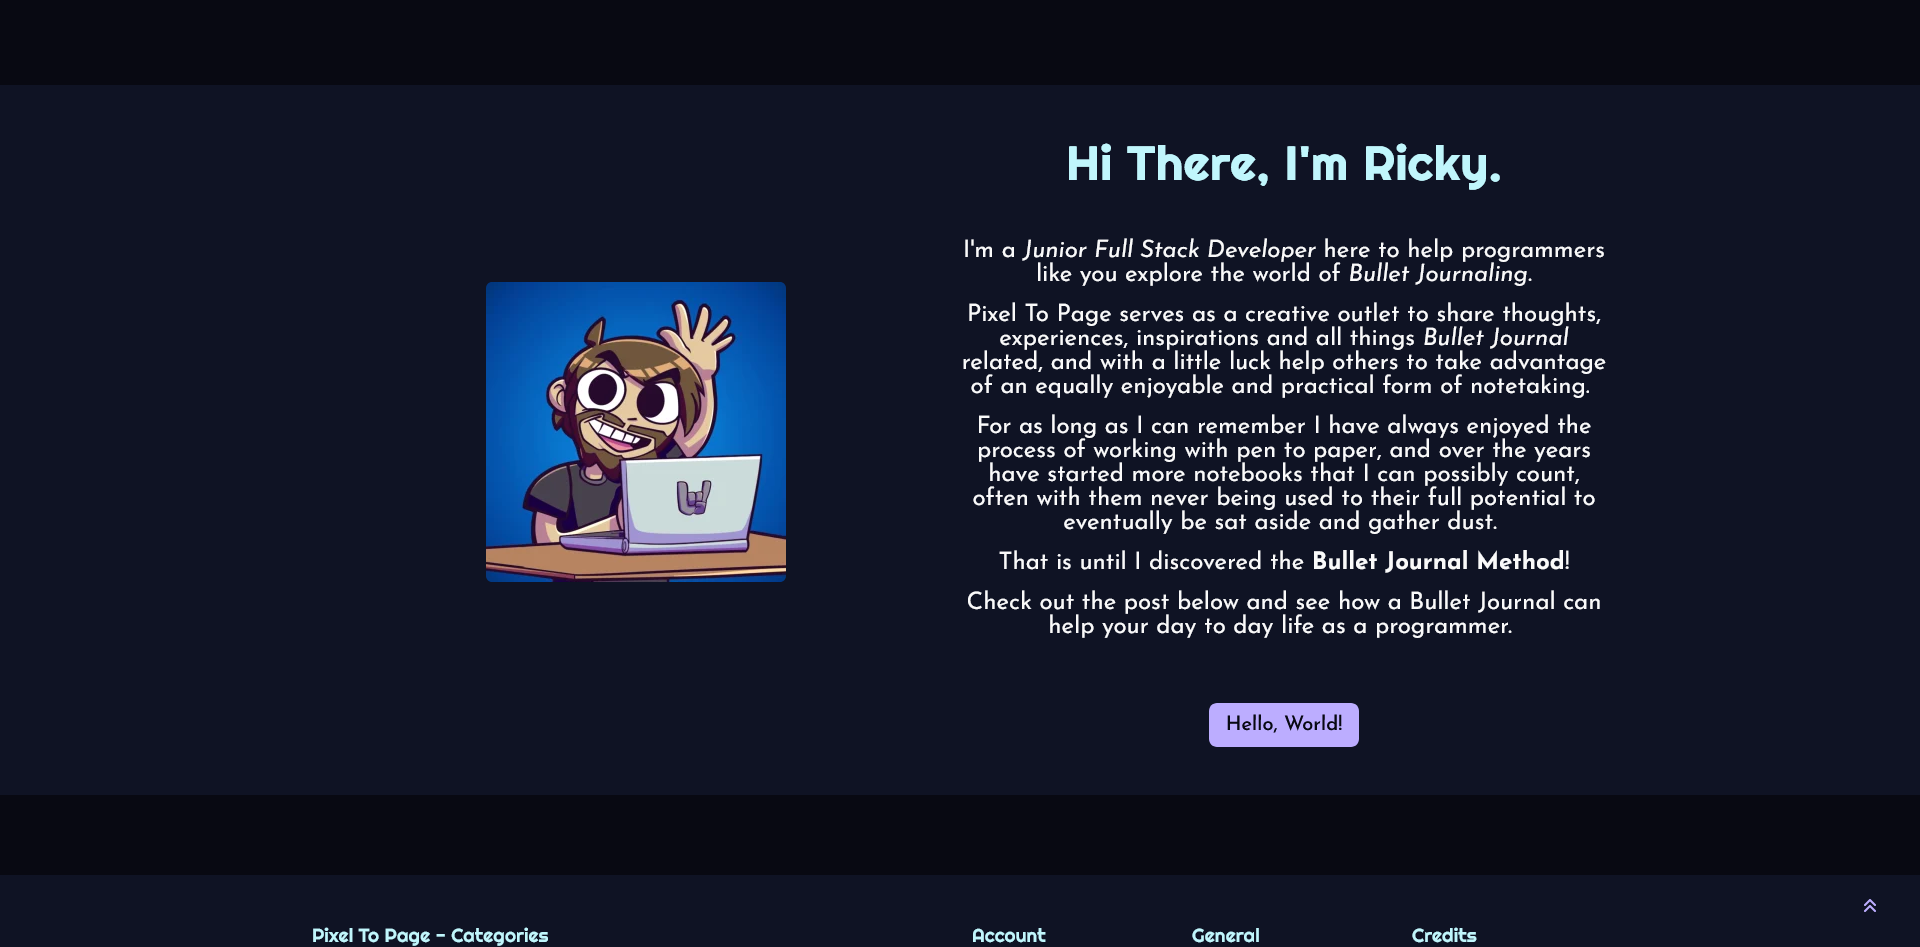 Hi There, I'm Ricky.
I'm a Junior Full Stack Developer here to help programmers
like you explore the world of Bullet Journaling.
Pixel To Page serves as a creative outlet to share thoughts,
experiences, inspirations and all things Bullet Journal
related, and with a little luck help others to take advantage
of an equally enjoyable and practical form of notetaking.
For as long as I can remember I have always enjoyed the
process of working with pen to paper, and over the years
have started more notebooks that I can possibly count,
often with them never being used to their full potential to
eventually be sat aside and gather dust.
That is until I discovered the Bullet Journal Method!
Check out the post below and see how a Bullet Journal can
help your day to day life as a programmer.
Hello, World!
Pixel To Page - Categories
Account
General
Credits